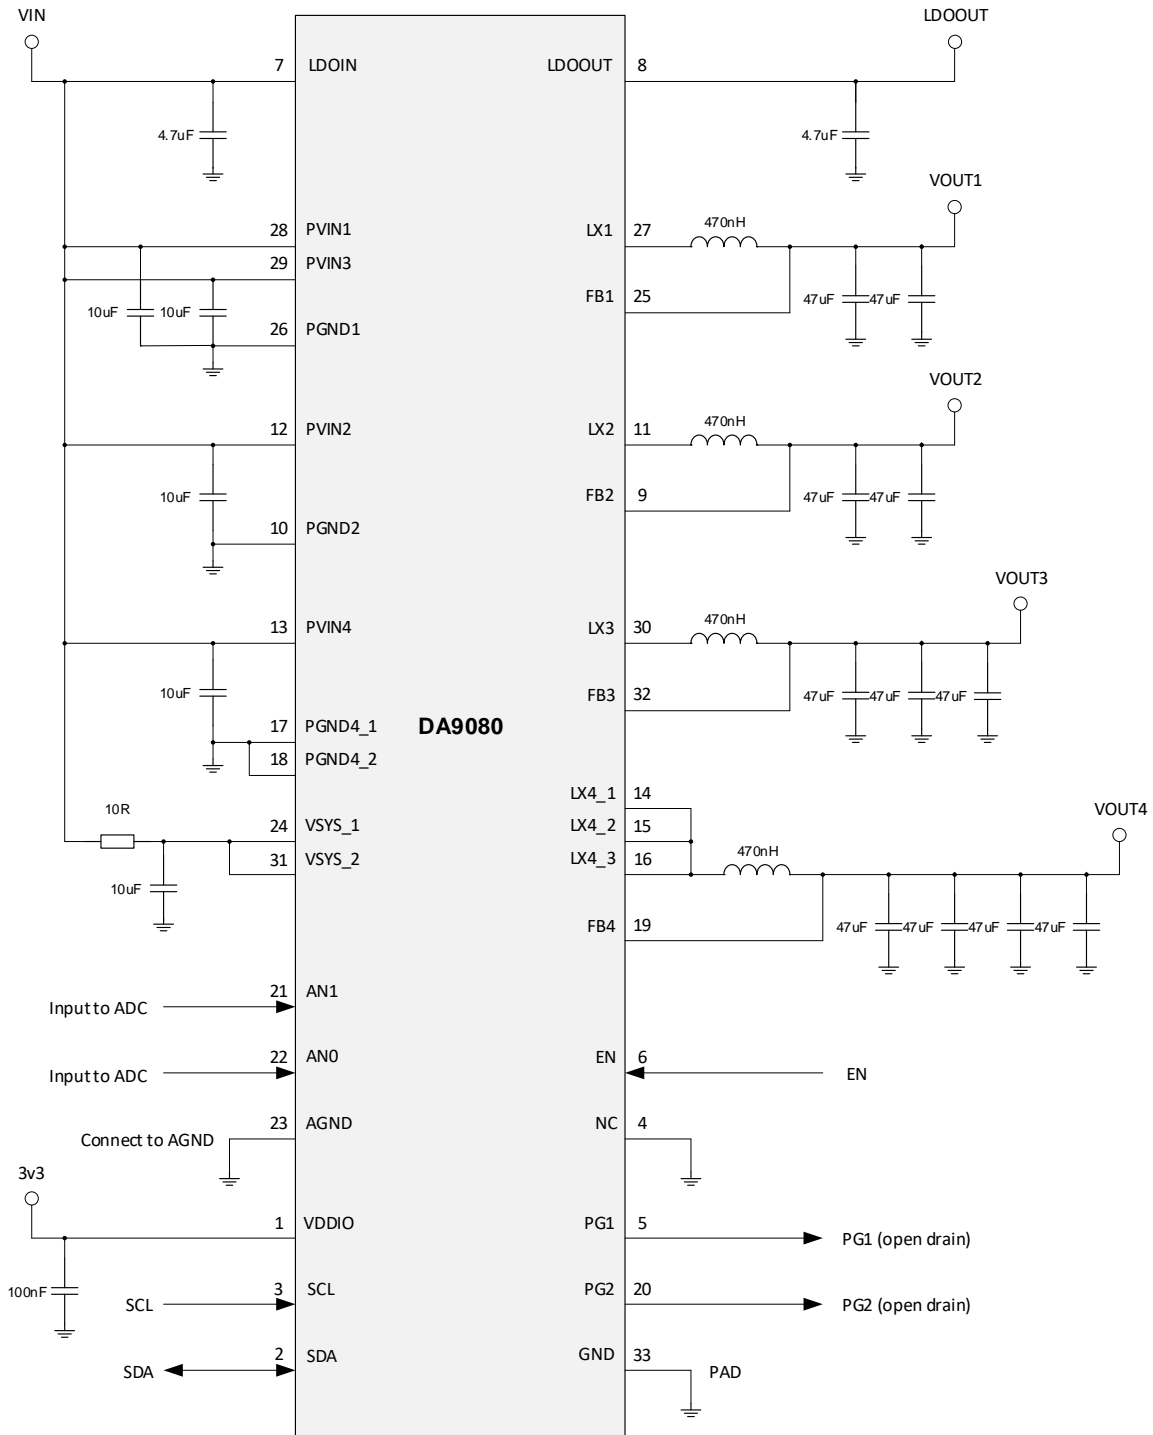 VIN
LDOOUT
7 LDOIN
LDOOUT 8
4.7uF
4.7uF
VOUT1
28 PVIN1
LX1 27
470nH
29 PVIN3
FB1 25
10uF 10uF
47uF 47uF
26 PGND1
VOUT2
12 PVIN2
LX2 11
470nH
10uF
FB2 9
47uF 47uF
10 PGND2
VOUT3
13 PVIN4
LX3 30
470nH
10uF
FB3 32
47uF 47uF 47uF
17 PGND4_1
DA9080
18 PGND4_2
LX4_1 14
VOUT4
10R
24 VSYS_1
LX4_2 15
31 VSYS_2
LX4_3 16
470nH
10uF
FB4 19
47uF 47uF 47uF 47uF
21 AN1
Input to ADC
22 AN0
Input to ADC
EN 6
EN
23 AGND
Connect to AGND
NC 4
3v3
1 VDDIO
PG1 5
PG1 (open drain)
100nF
3 SCL
SCL
PG2 20
PG2 (open drain)
2 SDA
SDA
GND 33
PAD